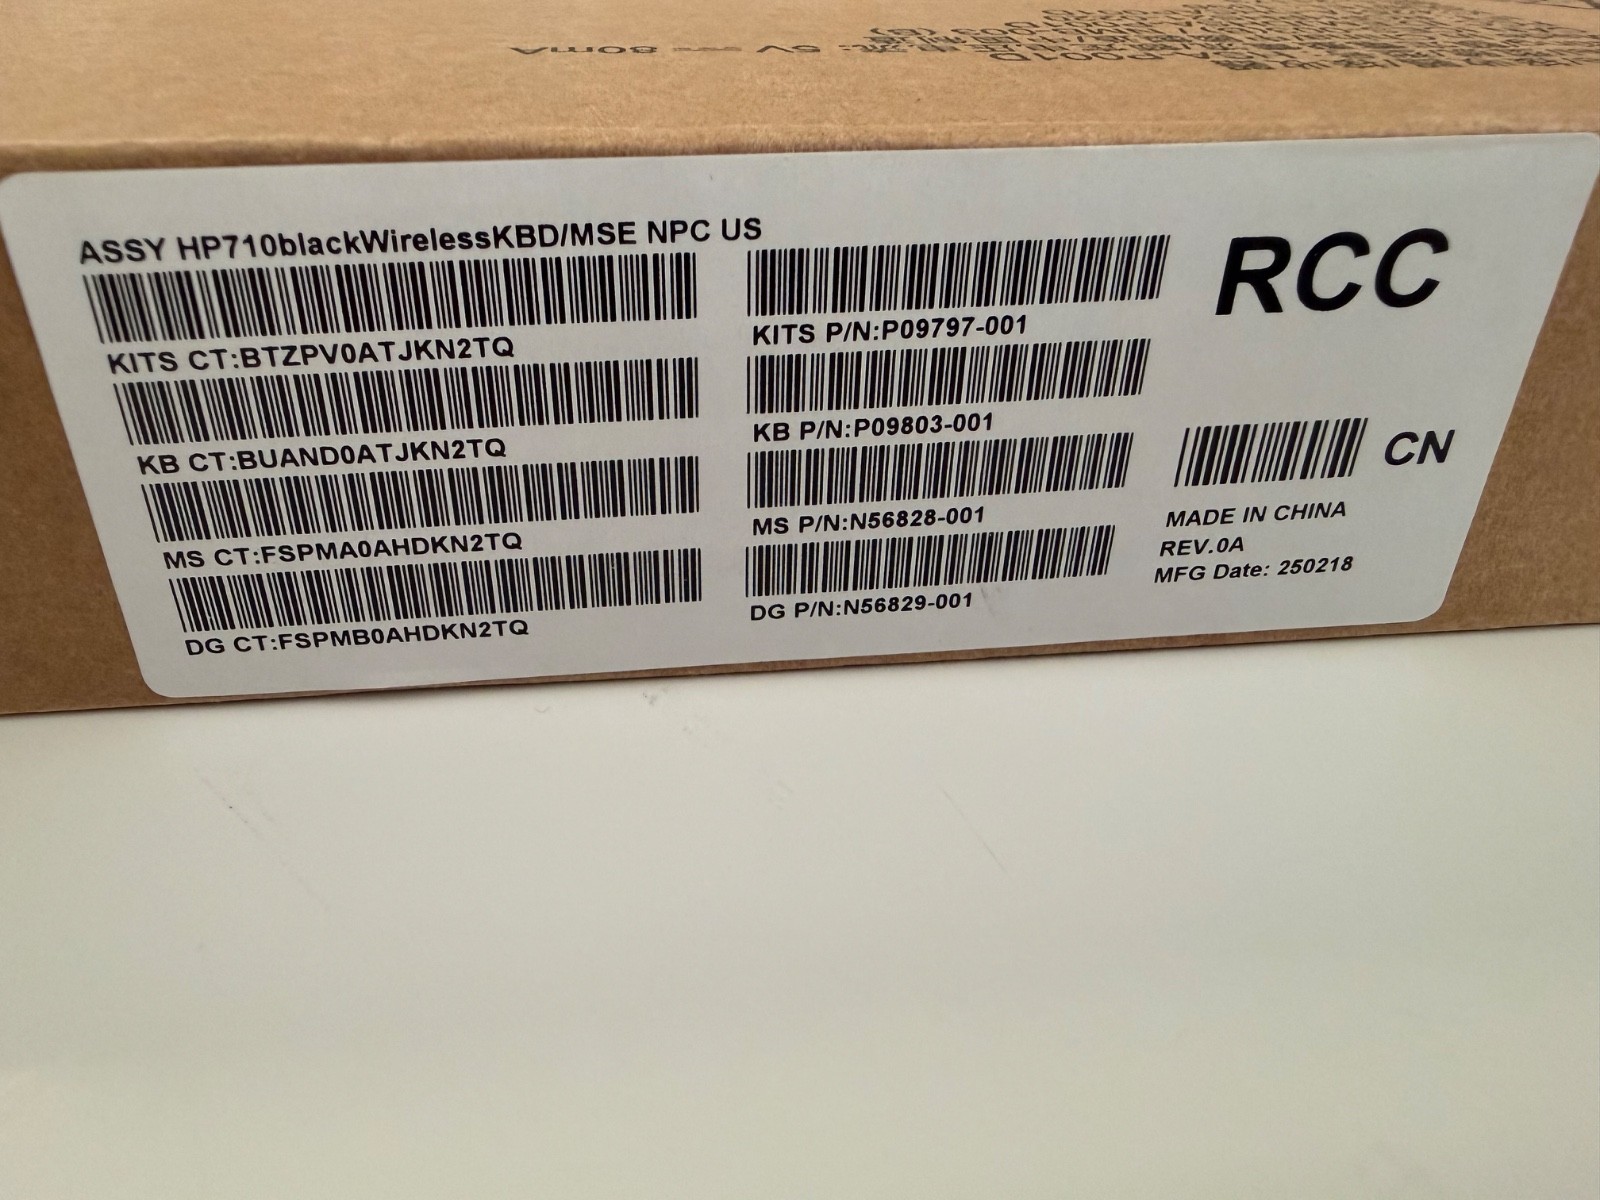 5V ⎓ 80mA
ASSY HP710blackWirelessKBD/MSE NPC US
KITS CT:BTZPV0ATJKN2TQ
KB CT:BUAND0ATJKN2TQ
MS CT:FSPMA0AHDKN2TQ
DG CT:FSPMB0AHDKN2TQ
KITS P/N:P09797-001
KB P/N:P09803-001
MS P/N:N56828-001
DG P/N:N56829-001
RCC
CN
MADE IN CHINA
REV.0A
MFG Date: 250218